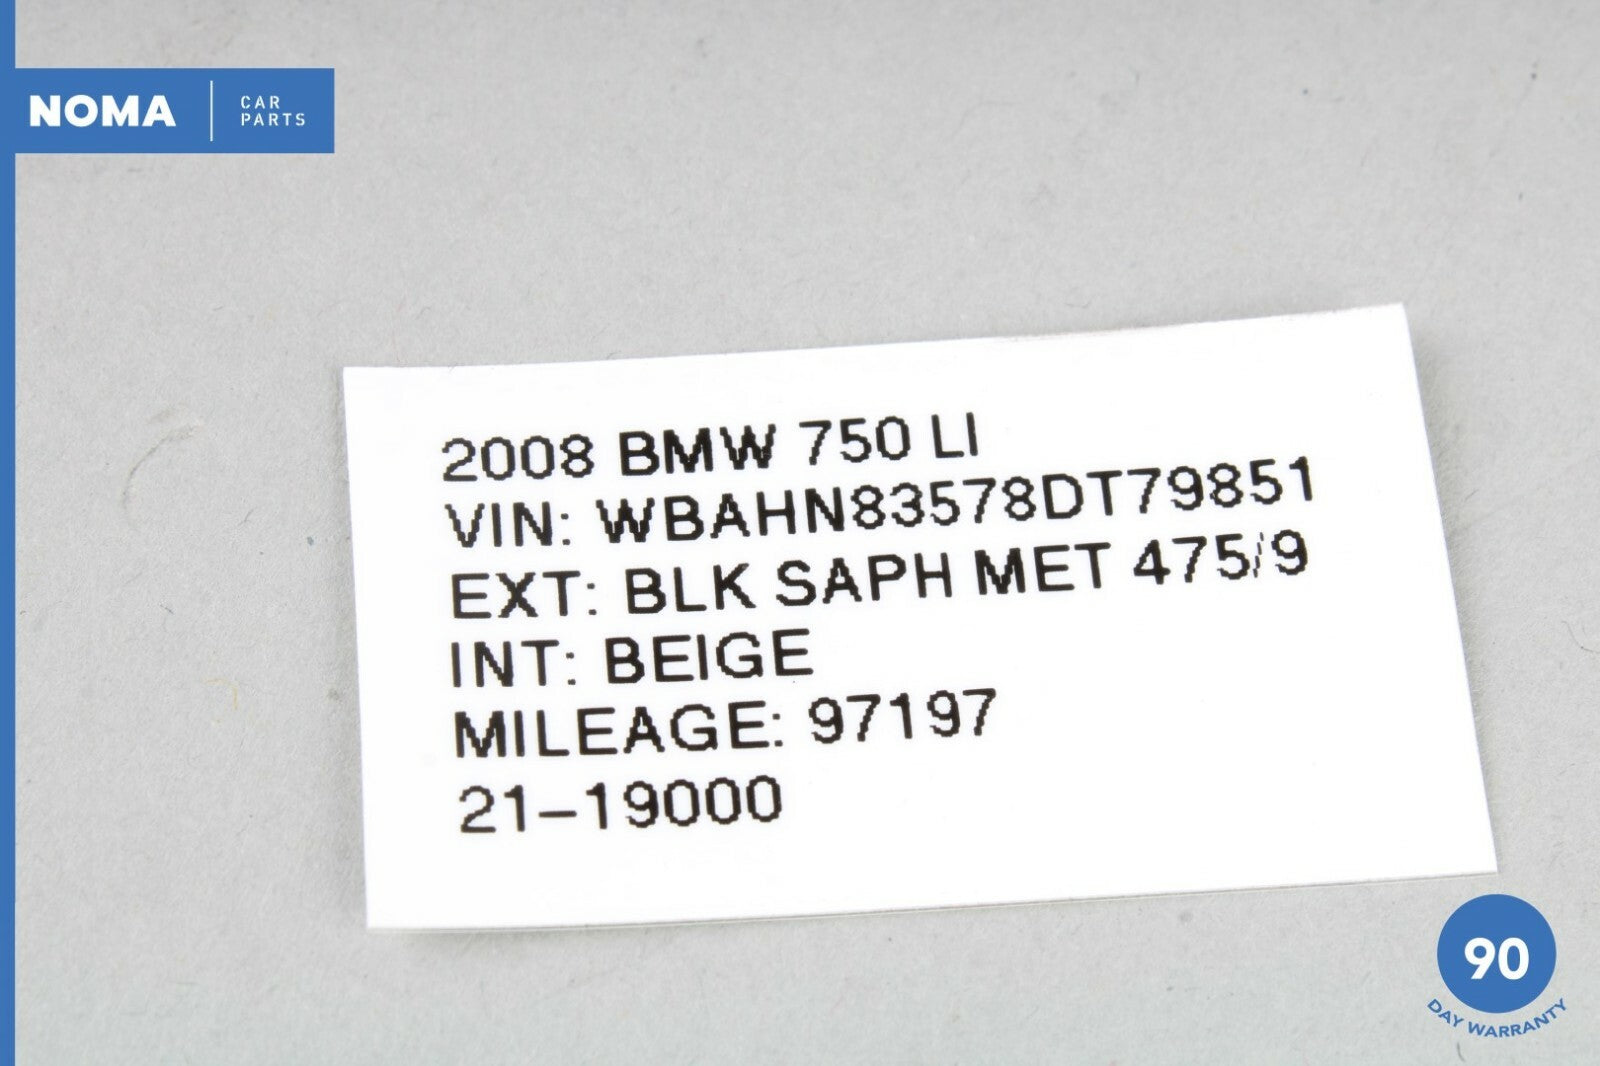 NOMA
CAR
PARTS
2008 BMW 750 LI
VIN: WBAHN83578DT79851
EXT: BLK SAPH MET 475/9
INT: BEIGE
MILEAGE: 97197
21-19000
90
DAY WARRANTY